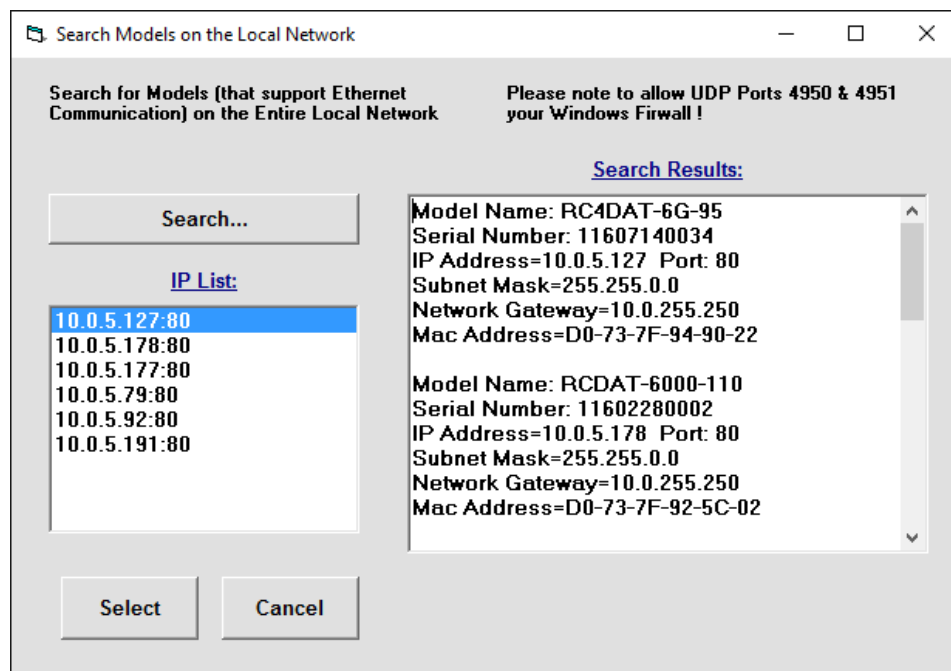 Search Models on the Local Network
Search for Models (that support Ethernet
Communication) on the Entire Local Network
Please note to allow UDP Ports 4950 & 4951
your Windows Firwall !
Search...
IP List:
10.0.5.127:80
10.0.5.178:80
10.0.5.177:80
10.0.5.79:80
10.0.5.92:80
10.0.5.191:80
Select
Cancel
Search Results:
Model Name: RC4DAT-6G-95
Serial Number: 11607140034
IP Address=10.0.5.127  Port: 80
Subnet Mask=255.255.0.0
Network Gateway=10.0.255.250
Mac Address=D0-73-7F-94-90-22
Model Name: RCDAT-6000-110
Serial Number: 11602280002
IP Address=10.0.5.178  Port: 80
Subnet Mask=255.255.0.0
Network Gateway=10.0.255.250
Mac Address=D0-73-7F-92-5C-02